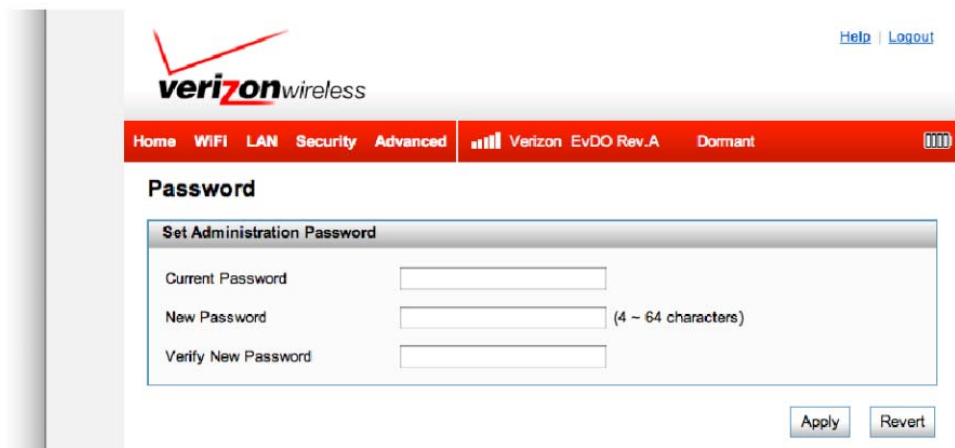 Help | Logout
verizonwireless
Home WiFi LAN Security Advanced Verizon EvDO Rev.A Dormant
Password
Set Administration Password
Current Password
New Password (4 ~ 64 characters)
Verify New Password
Apply Revert